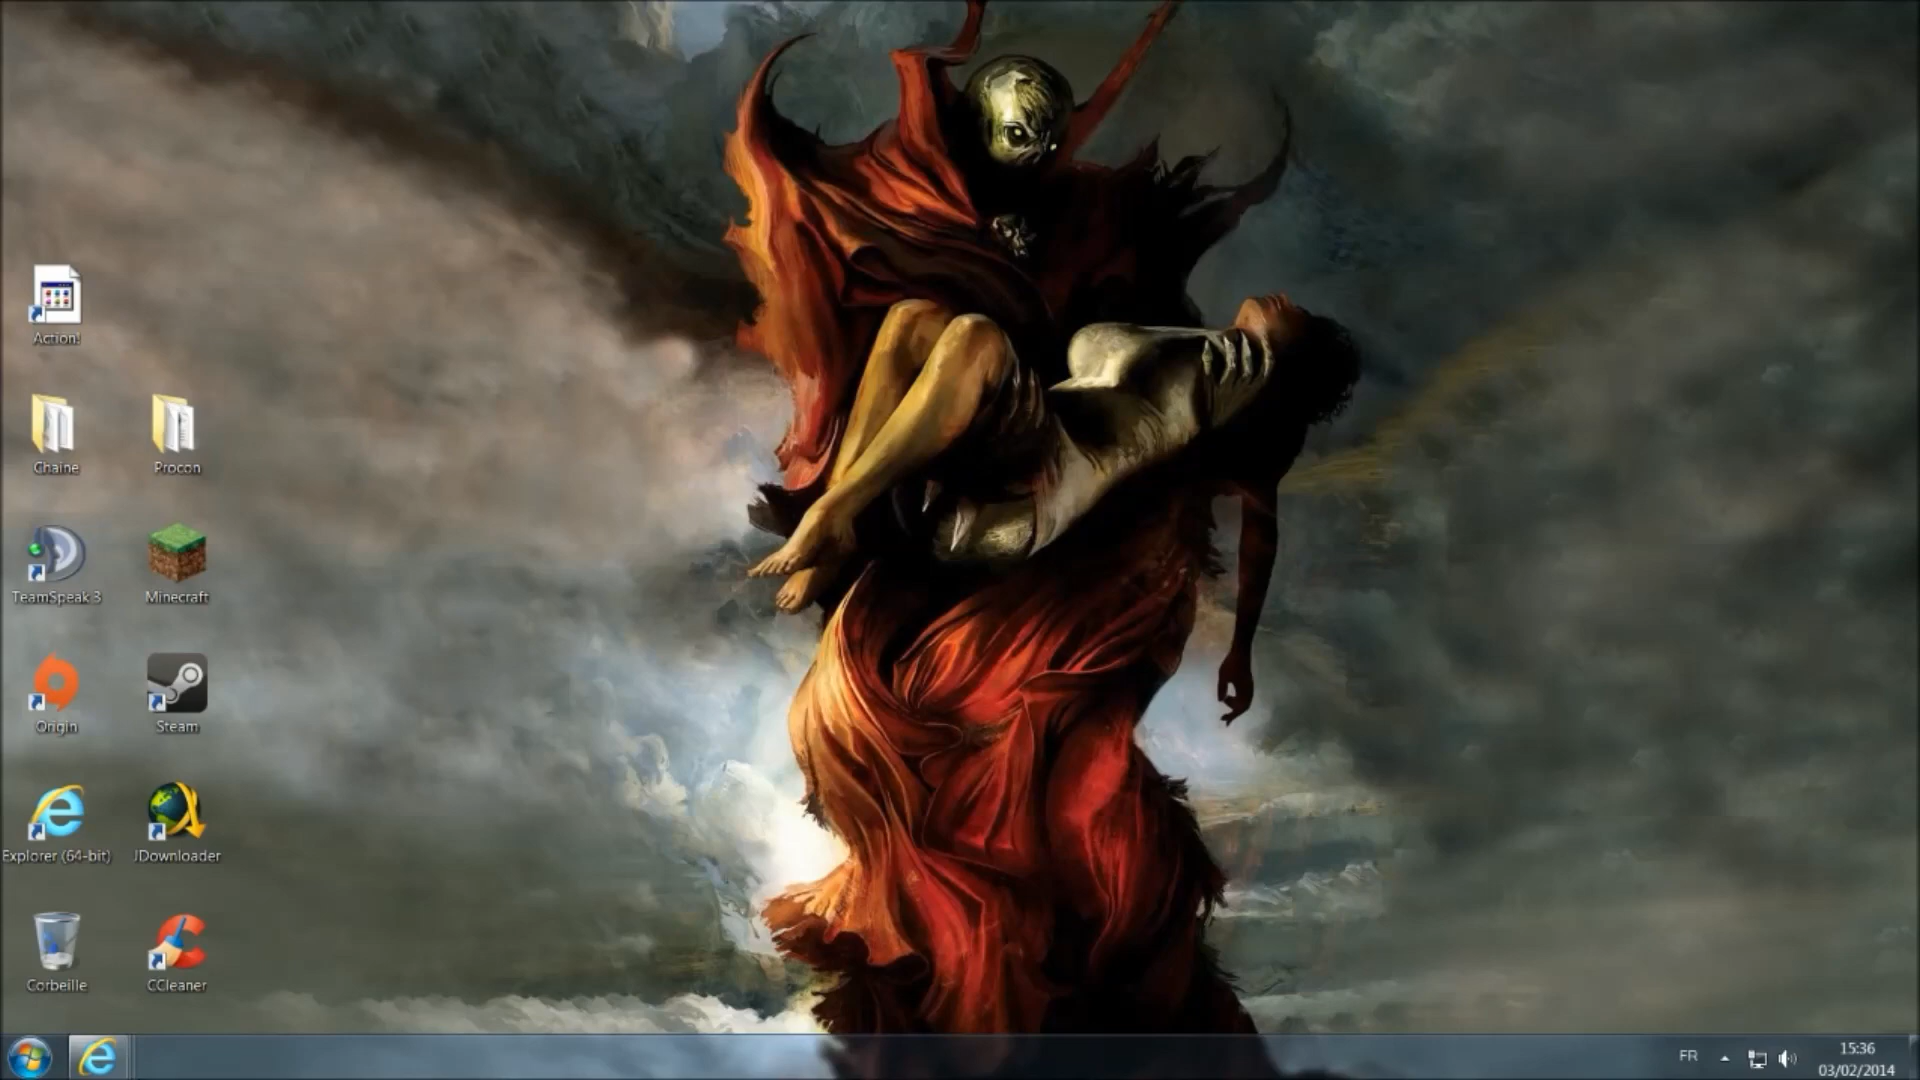 Action!
Chaine
Procon
TeamSpeak 3
Minecraft
Origin
Steam
Explorer (64-bit)
JDownloader
Corbeille
CCleaner
FR
15:36
03/02/2014